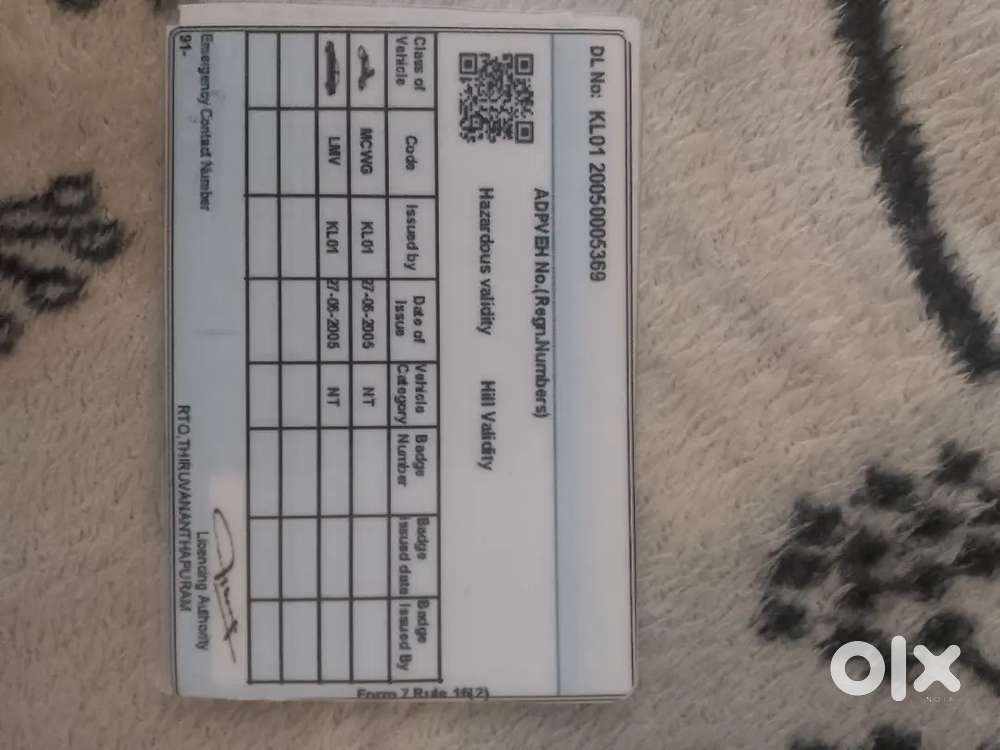 DL No: KL01 20050005369
ADPVEH No.(Regn.Numbers)
Hazardous validity Hill Validity
Class of Vehicle Code Issued by Date of Issue Vehicle Category Badge Number Badge Issued date Badge Issued By
MCWG KL01 27-06-2005 NT
LMV KL01 27-06-2005 NT
Emergency Contact Number
91-
Licencing Authority
RTO,THIRUVANANTHAPURAM
Form 7 Rule 16(2)
olx
INDIA